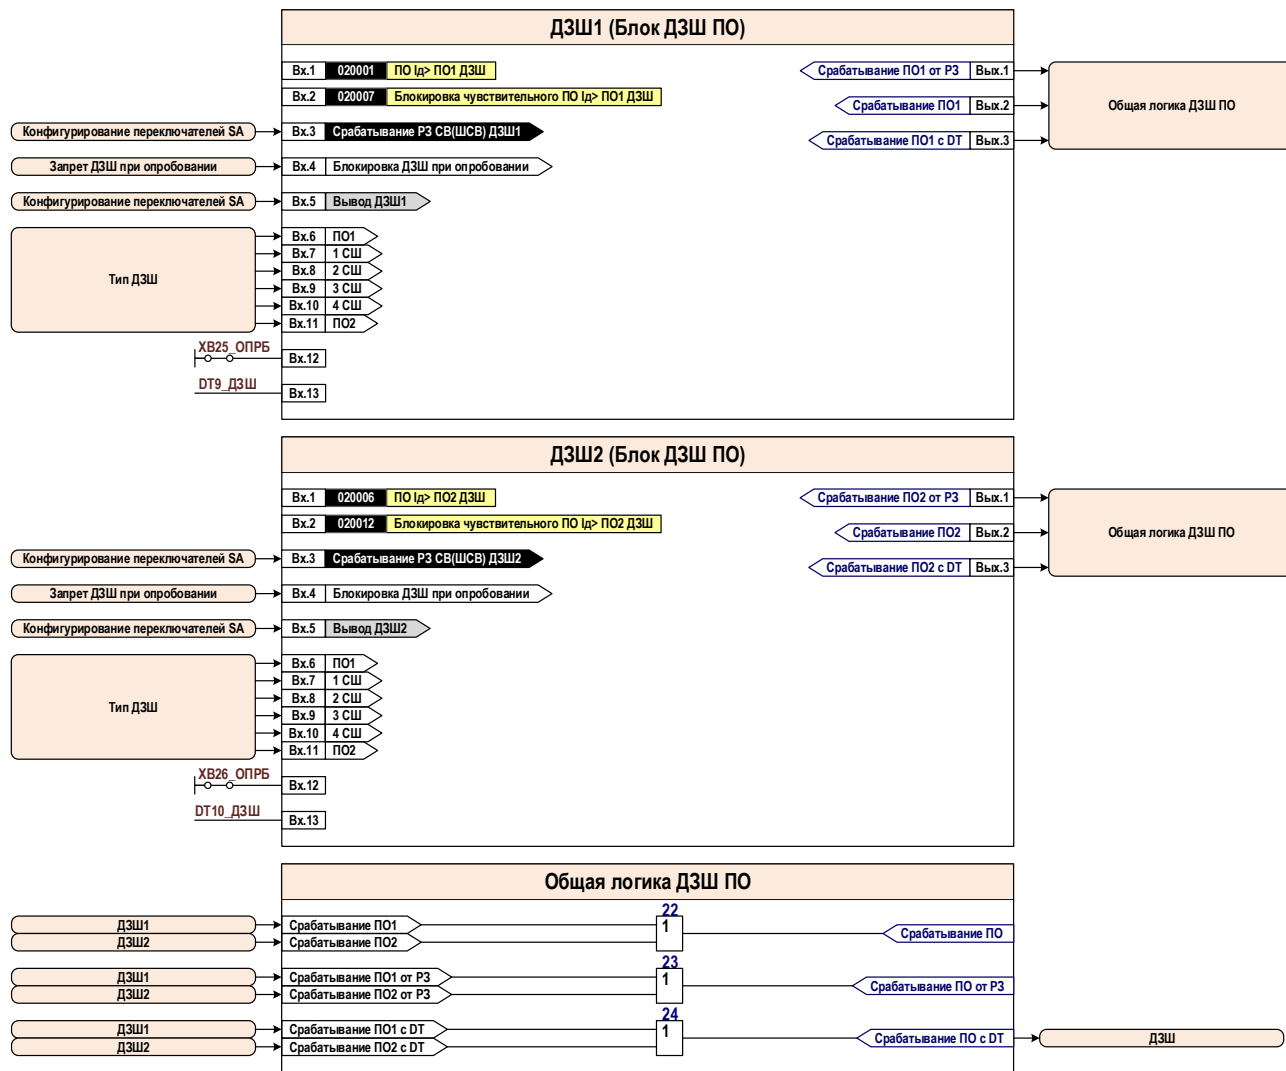 ДЗШ1 (Блок ДЗШ ПО)
Вх.1 020001 ПО Iд> ПО1 ДЗШ
Срабатывание ПО1 от РЗ Вых.1
Вх.2 020007 Блокировка чувствительного ПО Iд> ПО1 ДЗШ
Срабатывание ПО1 Вых.2
Общая логика ДЗШ ПО
Конфигурирование переключателей SA Вх.3 Срабатывание РЗ СВ(ШСВ) ДЗШ1
Срабатывание ПО1 с DT Вых.3
Запрет ДЗШ при опробовании Вх.4 Блокировка ДЗШ при опробовании
Конфигурирование переключателей SA Вх.5 Вывод ДЗШ1
Тип ДЗШ
Вх.6 ПО1
Вх.7 1 СШ
Вх.8 2 СШ
Вх.9 3 СШ
Вх.10 4 СШ
Вх.11 ПО2
XB25_ОПРБ Вх.12
DT9_ДЗШ Вх.13
ДЗШ2 (Блок ДЗШ ПО)
Вх.1 020006 ПО Iд> ПО2 ДЗШ
Срабатывание ПО2 от РЗ Вых.1
Вх.2 020012 Блокировка чувствительного ПО Iд> ПО2 ДЗШ
Срабатывание ПО2 Вых.2
Общая логика ДЗШ ПО
Конфигурирование переключателей SA Вх.3 Срабатывание РЗ СВ(ШСВ) ДЗШ2
Срабатывание ПО2 с DT Вых.3
Запрет ДЗШ при опробовании Вх.4 Блокировка ДЗШ при опробовании
Конфигурирование переключателей SA Вх.5 Вывод ДЗШ2
Тип ДЗШ
Вх.6 ПО1
Вх.7 1 СШ
Вх.8 2 СШ
Вх.9 3 СШ
Вх.10 4 СШ
Вх.11 ПО2
XB26_ОПРБ Вх.12
DT10_ДЗШ Вх.13
Общая логика ДЗШ ПО
22
ДЗШ1 Срабатывание ПО1 1
ДЗШ2 Срабатывание ПО2
Срабатывание ПО
23
ДЗШ1 Срабатывание ПО1 от РЗ 1
ДЗШ2 Срабатывание ПО2 от РЗ
Срабатывание ПО от РЗ
24
ДЗШ1 Срабатывание ПО1 с DT 1
ДЗШ2 Срабатывание ПО2 с DT
Срабатывание ПО с DT ДЗШ